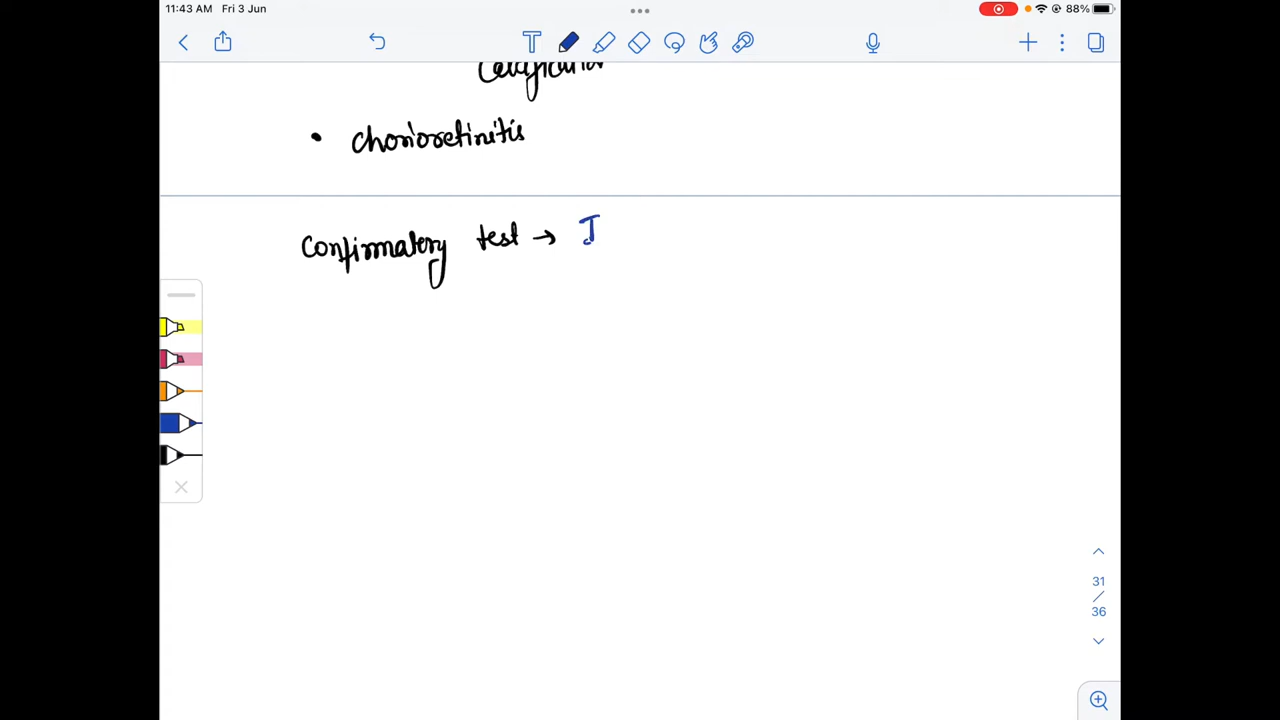 11:43 AM Fri 3 Jun 88%
T
• chorioretinitis
Confirmatory test → I
31
36